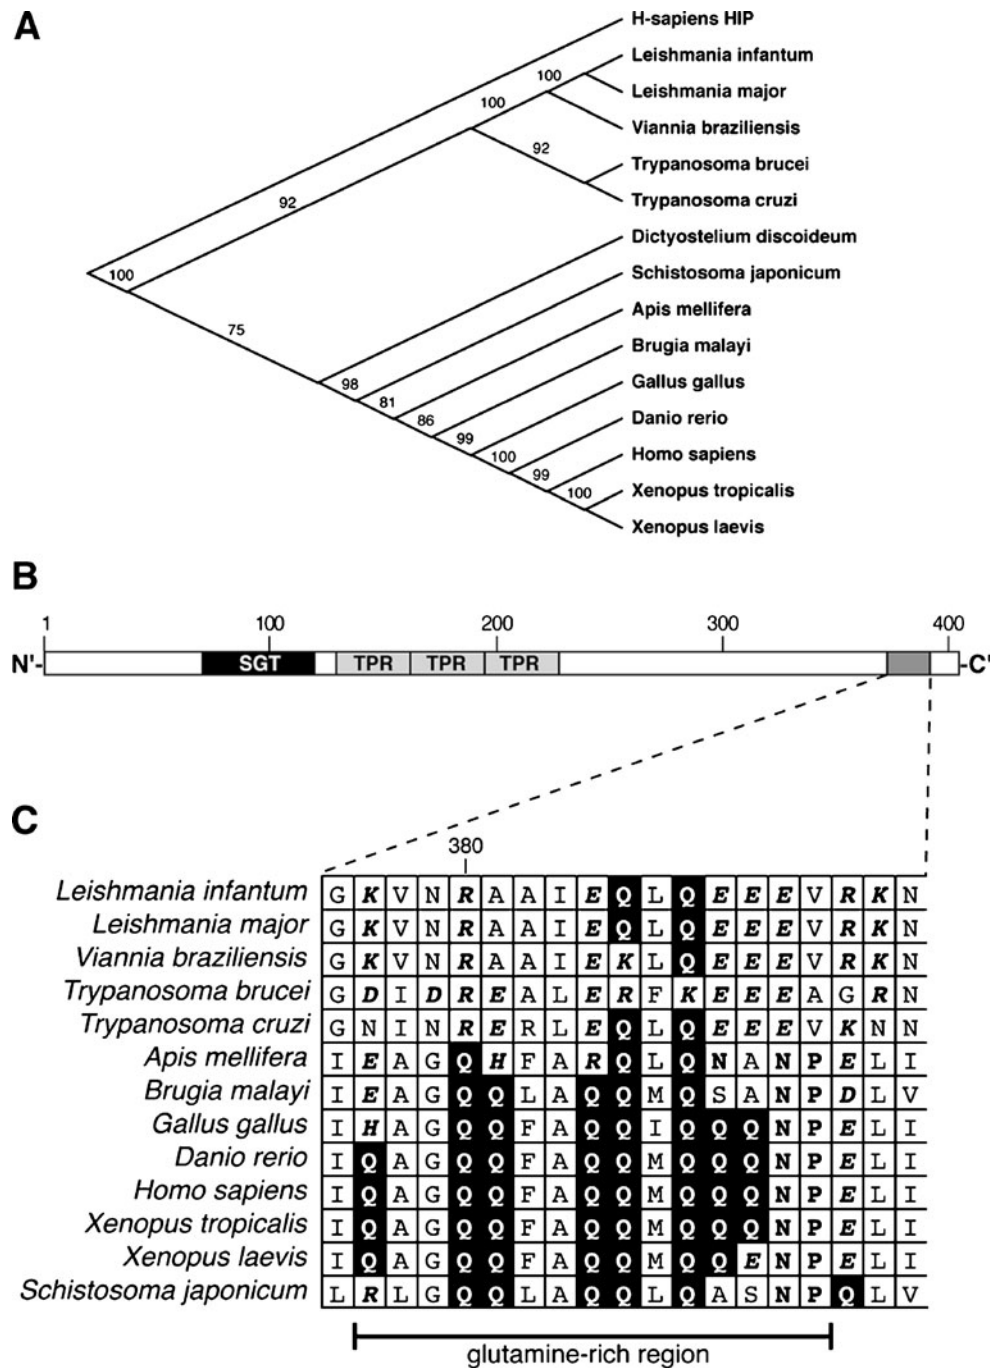 A
H-sapiens HIP
Leishmania infantum
100
Leishmania major
100
Viannia braziliensis
92
Trypanosoma brucei
92
Trypanosoma cruzi
Dictyostelium discoideum
100
Schistosoma japonicum
Apis mellifera
75
Brugia malayi
98
Gallus gallus
81
86
Danio rerio
99
Homo sapiens
100
99
Xenopus tropicalis
100
Xenopus laevis
B
1 100 200 300 400
N'- SGT TPR TPR TPR -C'
C
380
Leishmania infantum G K V N R A A I E Q L Q E E E V R K N
Leishmania major G K V N R A A I E Q L Q E E E V R K N
Viannia braziliensis G K V N R A A I E K L Q E E E V R K N
Trypanosoma brucei G D I D R E A L E R F K E E E A G R N
Trypanosoma cruzi G N I N R E R L E Q L Q E E E V K N N
Apis mellifera I E A G Q H F A R Q L Q N A N P E L I
Brugia malayi I E A G Q Q L A Q Q M Q S A N P D L V
Gallus gallus I H A G Q Q F A Q Q I Q Q Q N P E L I
Danio rerio I Q A G Q Q F A Q Q M Q Q Q N P E L I
Homo sapiens I Q A G Q Q F A Q Q M Q Q Q N P E L I
Xenopus tropicalis I Q A G Q Q F A Q Q M Q Q Q N P E L I
Xenopus laevis I Q A G Q Q F A Q Q M Q Q E N P E L I
Schistosoma japonicum L R L G Q Q L A Q Q L Q A S N P Q L V
glutamine-rich region